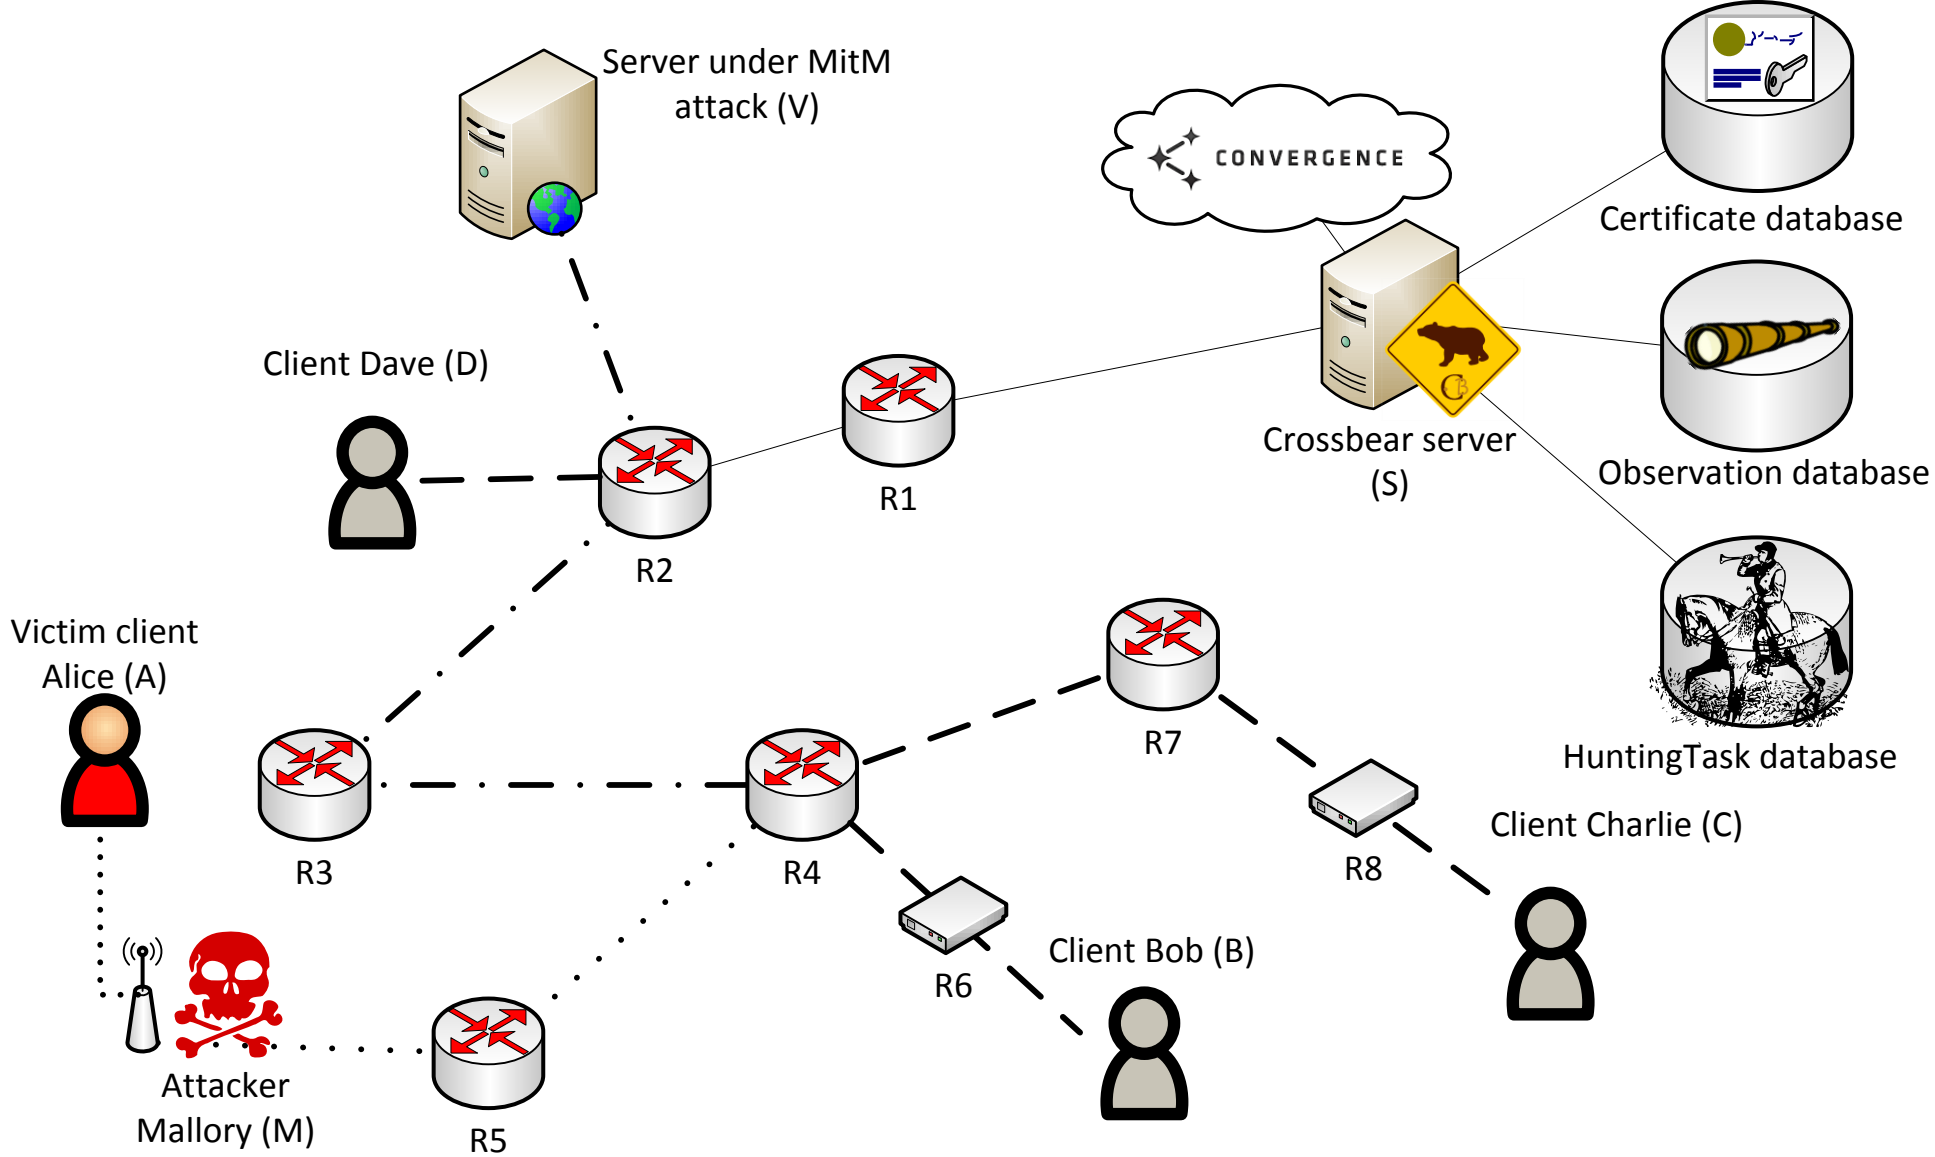 Server under MitM
attack (V)
CONVERGENCE
Certificate database
Client Dave (D)
Crossbear server
(S)
Observation database
R1
R2
Victim client
Alice (A)
R7
HuntingTask database
Client Charlie (C)
R3
R4
R8
Client Bob (B)
R6
Attacker
Mallory (M)
R5